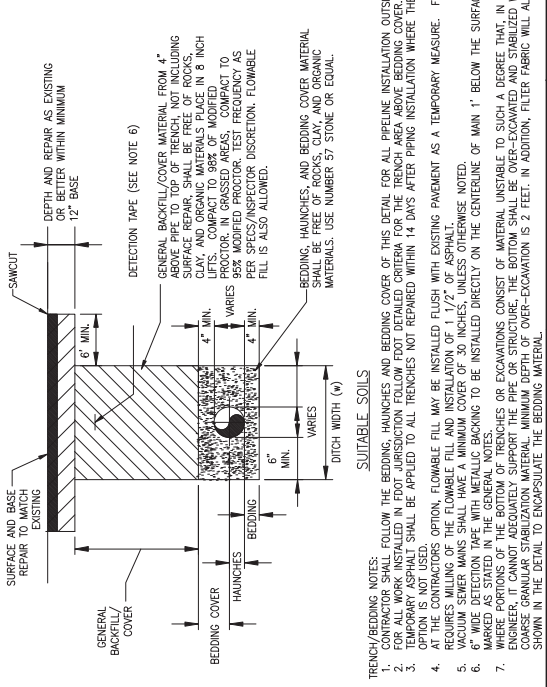 SAWCUT
SURFACE AND BASE
REPAIR TO MATCH
EXISTING
DEPTH AND REPAIR AS EXISTING
OR BETTER WITHIN MINIMUM
12" BASE
6' MIN.
DETECTION TAPE (SEE NOTE 6)
GENERAL
BACKFILL/
COVER
GENERAL BACKFILL/COVER MATERIAL FROM 4"
ABOVE PIPE TO TOP OF TRENCH, NOT INCLUDING
SURFACE REPAIR, SHALL BE FREE OF ROCKS,
CLAY, AND ORGANIC MATERIALS PLACE IN 8 INCH
LIFTS. COMPACT TO 98% OF MODIFIED
PROCTOR. IN GRASSED AREAS, COMPACT TO
95% MODIFIED PROCTOR. TEST FREQUENCY AS
PER SPECS/INSPECTOR DISCRETION. FLOWABLE
FILL IS ALSO ALLOWED.
4" MIN.
VARIES
4" MIN.
BEDDING COVER
HAUNCHES
BEDDING
BEDDING, HAUNCHES, AND BEDDING COVER MATERIAL
SHALL BE FREE OF ROCKS, CLAY, AND ORGANIC
MATERIALS. USE NUMBER 57 STONE OR EQUAL.
6"
MIN.
VARIES
DITCH WIDTH (w)
SUITABLE SOILS
TRENCH/BEDDING NOTES:
1. CONTRACTOR SHALL FOLLOW THE BEDDING, HAUNCHES AND BEDDING COVER OF THIS DETAIL FOR ALL PIPELINE INSTALLATION OUTSI
2. FOR ALL WORK INSTALLED IN FDOT JURISDICTION FOLLOW FDOT DETAILED CRITERIA FOR THE TRENCH AREA ABOVE BEDDING COVER.
3. TEMPORARY ASPHALT SHALL BE APPLIED TO ALL TRENCHES NOT REPAIRED WITHIN 14 DAYS AFTER PIPING INSTALLATION WHERE THE
OPTION IS NOT USED.
4. AT THE CONTRACTORS OPTION, FLOWABLE FILL MAY BE INSTALLED FLUSH WITH EXISTING PAVEMENT AS A TEMPORARY MEASURE. F
REQUIRES MILLING OF THE FLOWABLE FILL AND INSTALLATION OF 1 1/2" OF ASPHALT.
5. VACUUM SEWER MAINS SHALL HAVE A MINIMUM COVER OF 30 INCHES, UNLESS OTHERWISE NOTED.
6. 6" WIDE DETECTION TAPE WITH METALLIC BACKING TO BE INSTALLED DIRECTLY ON THE CENTERLINE OF MAIN 1' BELOW THE SURFAC
MARKED AS STATED IN THE GENERAL NOTES.
7. WHERE PORTIONS OF THE BOTTOM OF TRENCHES OR EXCAVATIONS CONSIST OF MATERIAL UNSTABLE TO SUCH A DEGREE THAT, IN
ENGINEER, IT CANNOT ADEQUATELY SUPPORT THE PIPE OR STRUCTURE, THE BOTTOM SHALL BE OVER-EXCAVATED AND STABILIZED
COARSE GRANULAR STABILIZATION MATERIAL. MINIMUM DEPTH OF OVER-EXCAVATION IS 2 FEET. IN ADDITION, FILTER FABRIC WILL AL
SHOWN IN THE DETAIL TO ENCAPSULATE THE BEDDING MATERIAL.